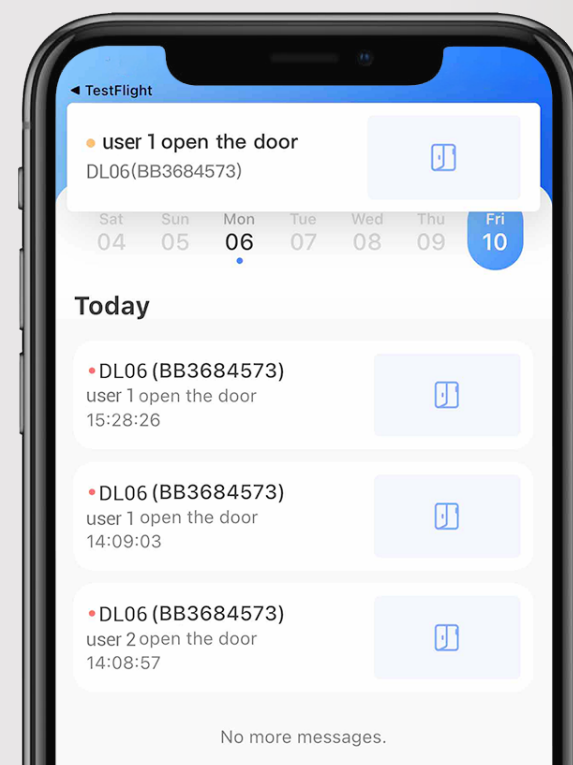 ◀ TestFlight
user 1 open the door
DL06(BB3684573)
Sat Sun Mon Tue Wed Thu Fri
04 05 06 07 08 09 10
Today
DL06 (BB3684573)
user 1 open the door
15:28:26
DL06 (BB3684573)
user 1 open the door
14:09:03
DL06 (BB3684573)
user 2 open the door
14:08:57
No more messages.